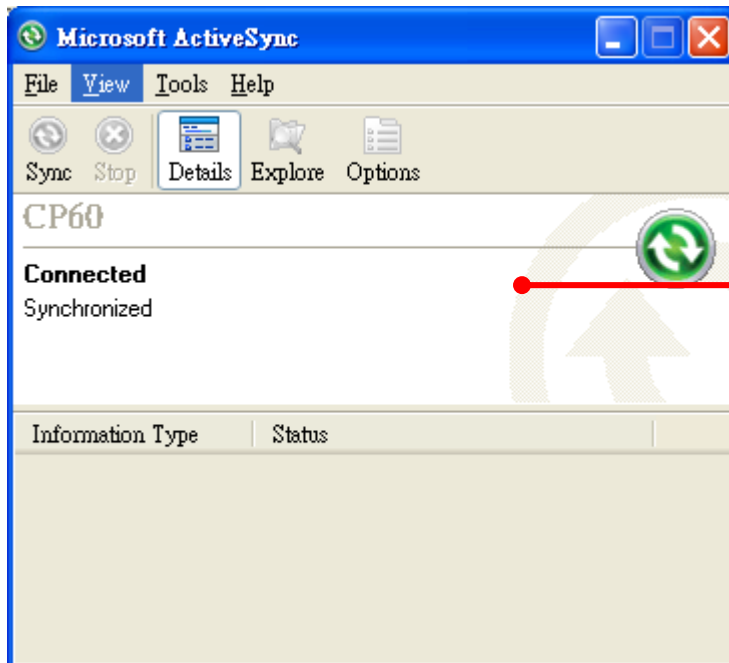 Microsoft ActiveSync
File View Tools Help
Sync Stop Details Explore Options
CP60
Connected
Synchronized
Information Type Status